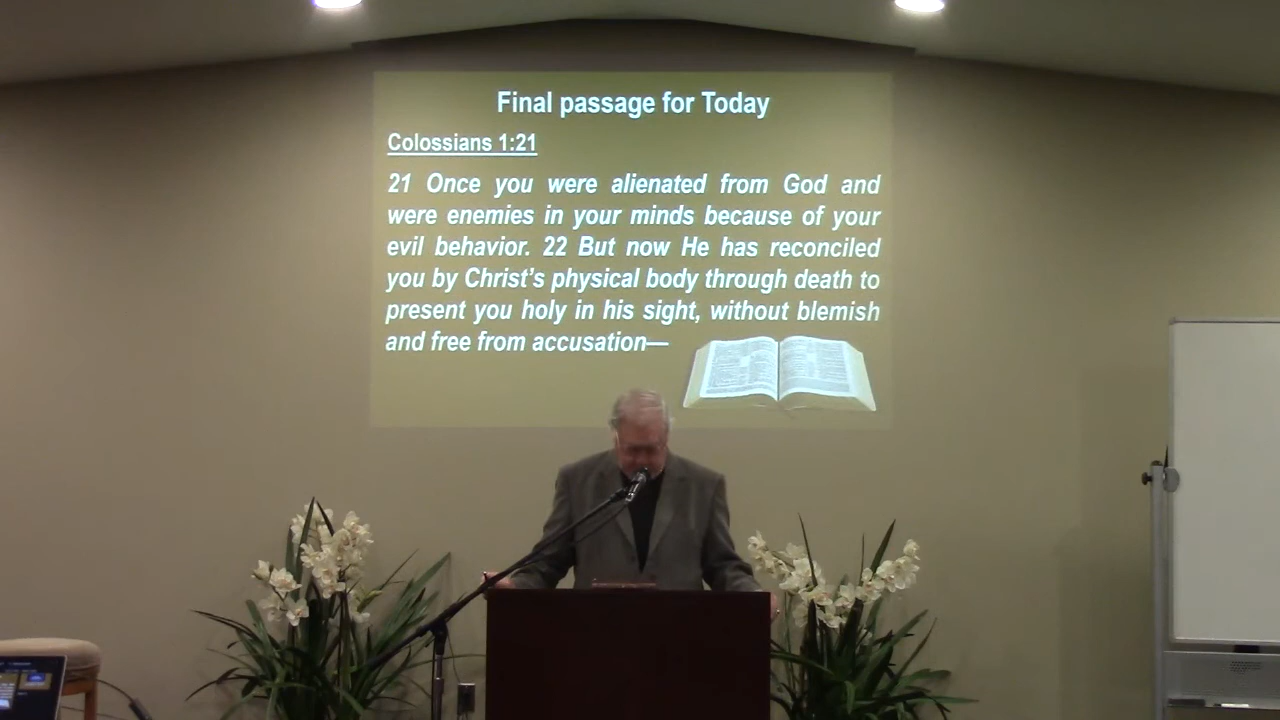 Final passage for Today
Colossians 1:21
21 Once you were alienated from God and
were enemies in your minds because of your
evil behavior. 22 But now He has reconciled
you by Christ's physical body through death to
present you holy in his sight, without blemish
and free from accusation—